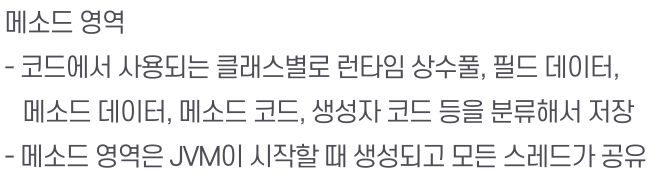 메소드 영역
- 코드에서 사용되는 클래스별로 런타임 상수풀, 필드 데이터,
메소드 데이터, 메소드 코드, 생성자 코드 등을 분류해서 저장
- 메소드 영역은 JVM이 시작할 때 생성되고 모든 스레드가 공유